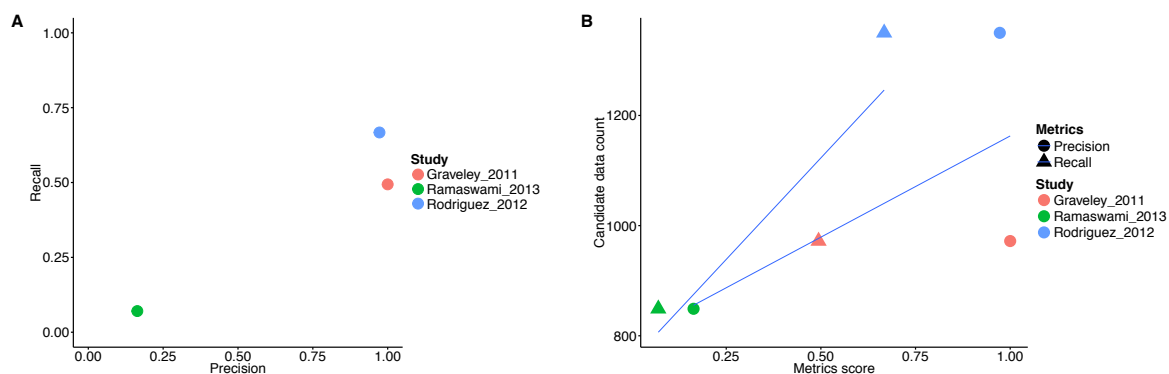 A
Recall
1.00
0.75
0.50
0.25
0.00
0.00 0.25 0.50 0.75 1.00
Precision
Study
Graveley_2011
Ramaswami_2013
Rodriguez_2012
B
Candidate data count
1200
1000
800
0.25 0.50 0.75 1.00
Metrics score
Metrics
Precision
Recall
Study
Graveley_2011
Ramaswami_2013
Rodriguez_2012